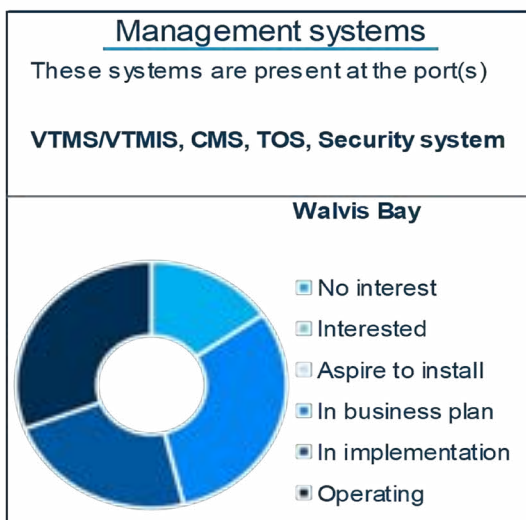 Management systems
These systems are present at the port(s)
VTMS/VTMIS, CMS, TOS, Security system
Walvis Bay
No interest
Interested
Aspire to install
In business plan
In implementation
Operating